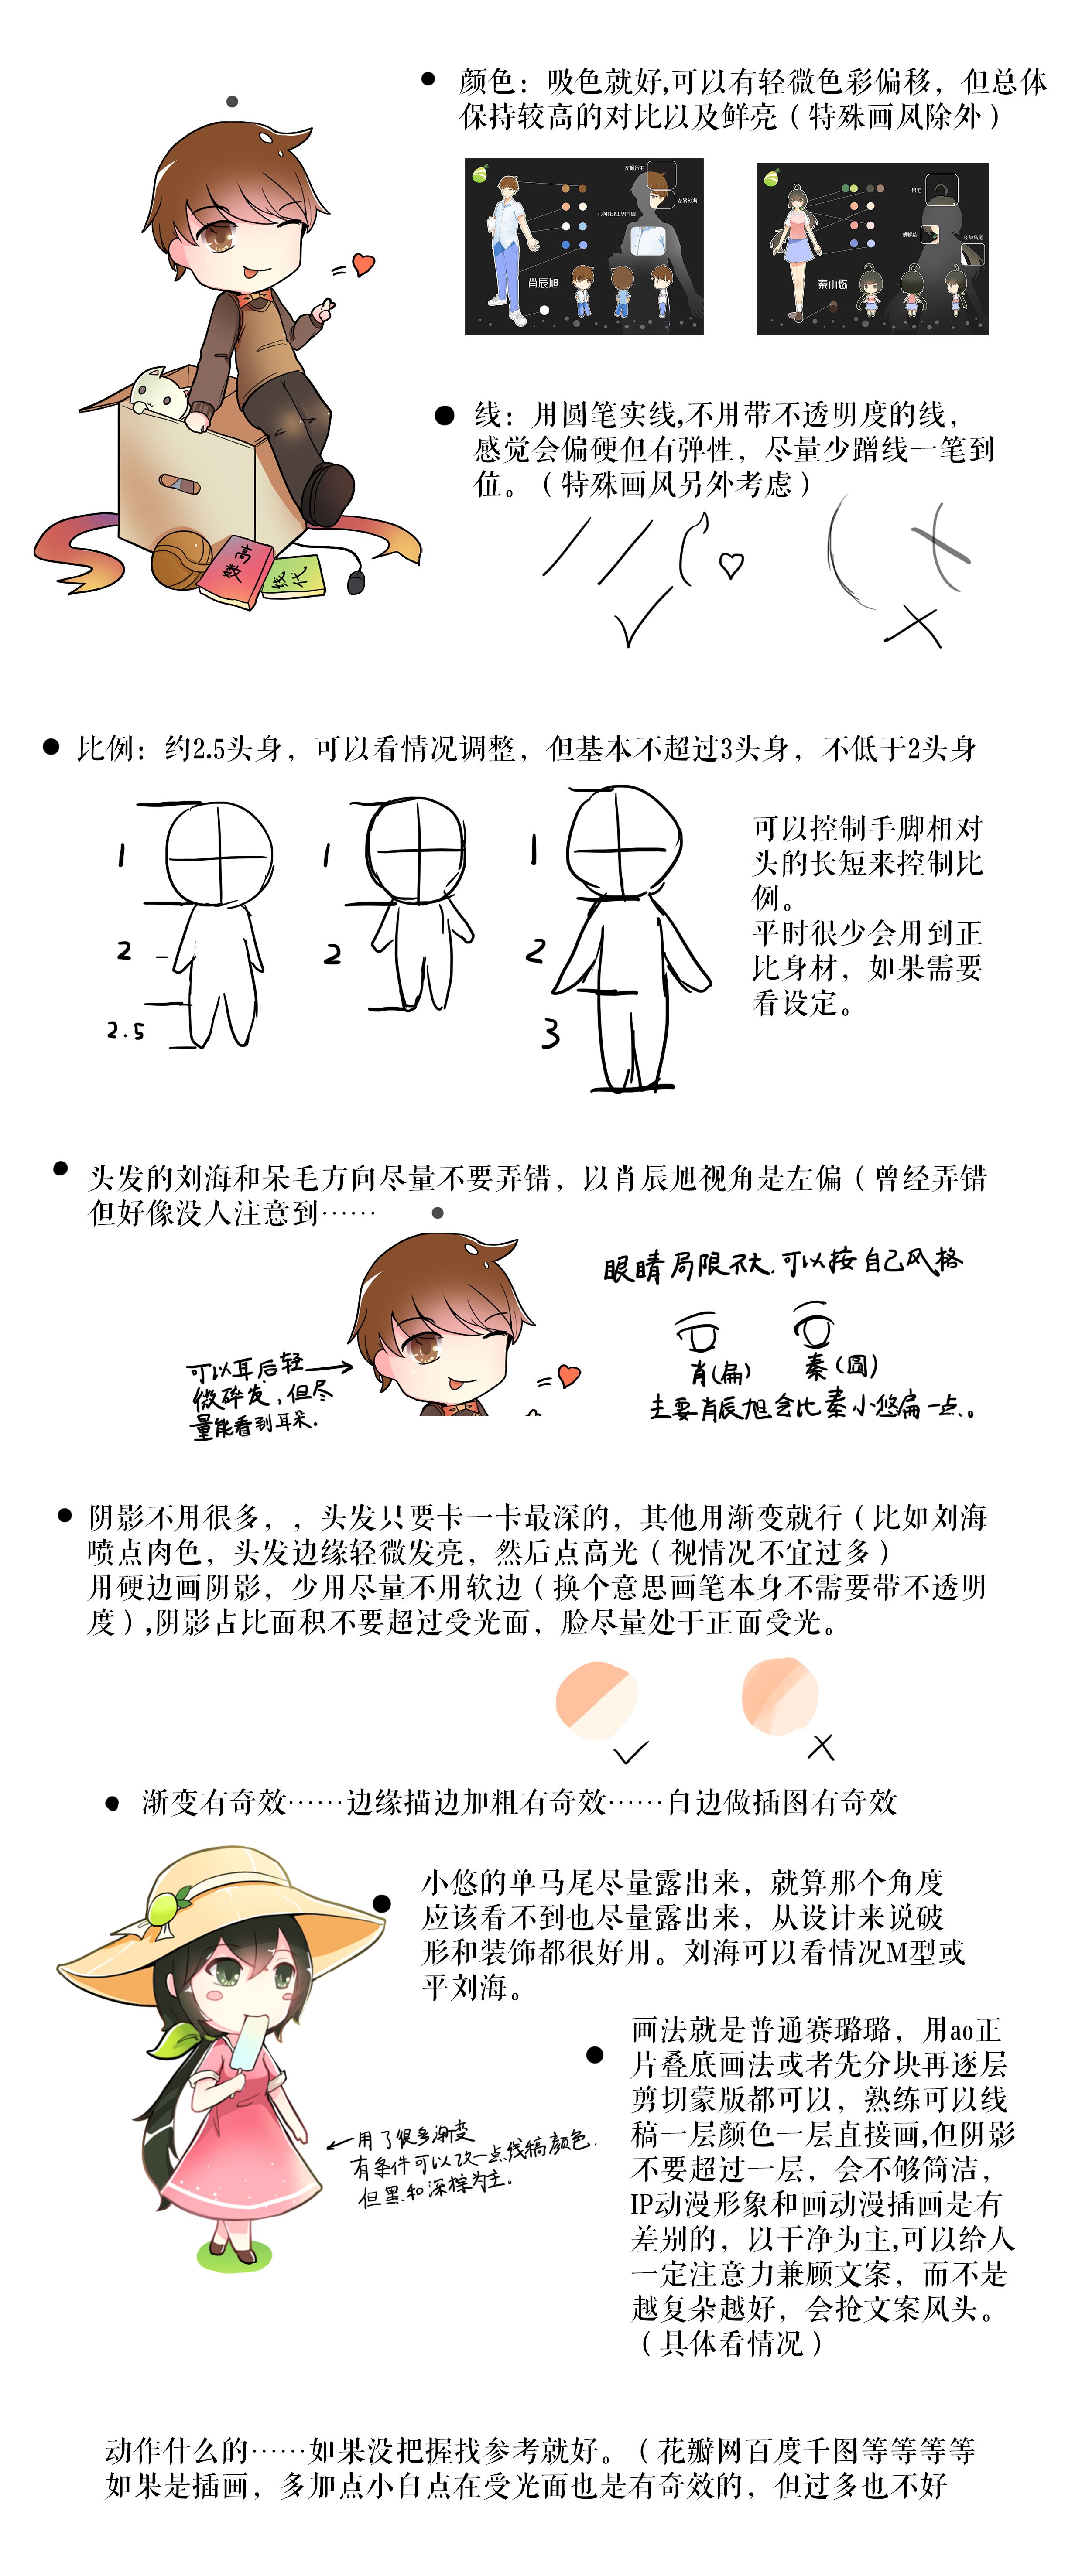 颜色：吸色就好,可以有轻微色彩偏移，但总体
保持较高的对比以及鲜亮（特殊画风除外）
左侧呆毛
左侧刘海
干净的理工男气息
肖辰旭
呆毛
蝴蝶结
长单马尾
秦小悠
线：用圆笔实线,不用带不透明度的线，
感觉会偏硬但有弹性，尽量少蹭线一笔到
位。（特殊画风另外考虑）
高数
线代
比例：约2.5头身，可以看情况调整，但基本不超过3头身，不低于2头身
1
2
2.5
1
2
1
2
3
可以控制手脚相对
头的长短来控制比
例。
平时很少会用到正
比身材，如果需要
看设定。
头发的刘海和呆毛方向尽量不要弄错，以肖辰旭视角是左偏（曾经弄错
但好像没人注意到……
眼睛局限不大.可以按自己风格
肖(扁)
秦(圆)
主要肖辰旭会比秦小悠扁一点。
可以耳后轻
微碎发,但尽
量能看到耳朵.
阴影不用很多，，头发只要卡一卡最深的，其他用渐变就行（比如刘海
喷点肉色，头发边缘轻微发亮，然后点高光（视情况不宜过多）
用硬边画阴影，少用尽量不用软边（换个意思画笔本身不需要带不透明
度）,阴影占比面积不要超过受光面，脸尽量处于正面受光。
渐变有奇效……边缘描边加粗有奇效……白边做插图有奇效
小悠的单马尾尽量露出来，就算那个角度
应该看不到也尽量露出来，从设计来说破
形和装饰都很好用。刘海可以看情况M型或
平刘海。
画法就是普通赛璐璐，用ao正
片叠底画法或者先分块再逐层
剪切蒙版都可以，熟练可以线
稿一层颜色一层直接画,但阴影
不要超过一层，会不够简洁，
IP动漫形象和画动漫插画是有
差别的，以干净为主,可以给人
一定注意力兼顾文案，而不是
越复杂越好，会抢文案风头。
（具体看情况）
用了很多渐变
有条件可以改一点线稿颜色.
但黑和深棕为主.
动作什么的……如果没把握找参考就好。（花瓣网百度千图等等等等
如果是插画，多加点小白点在受光面也是有奇效的，但过多也不好